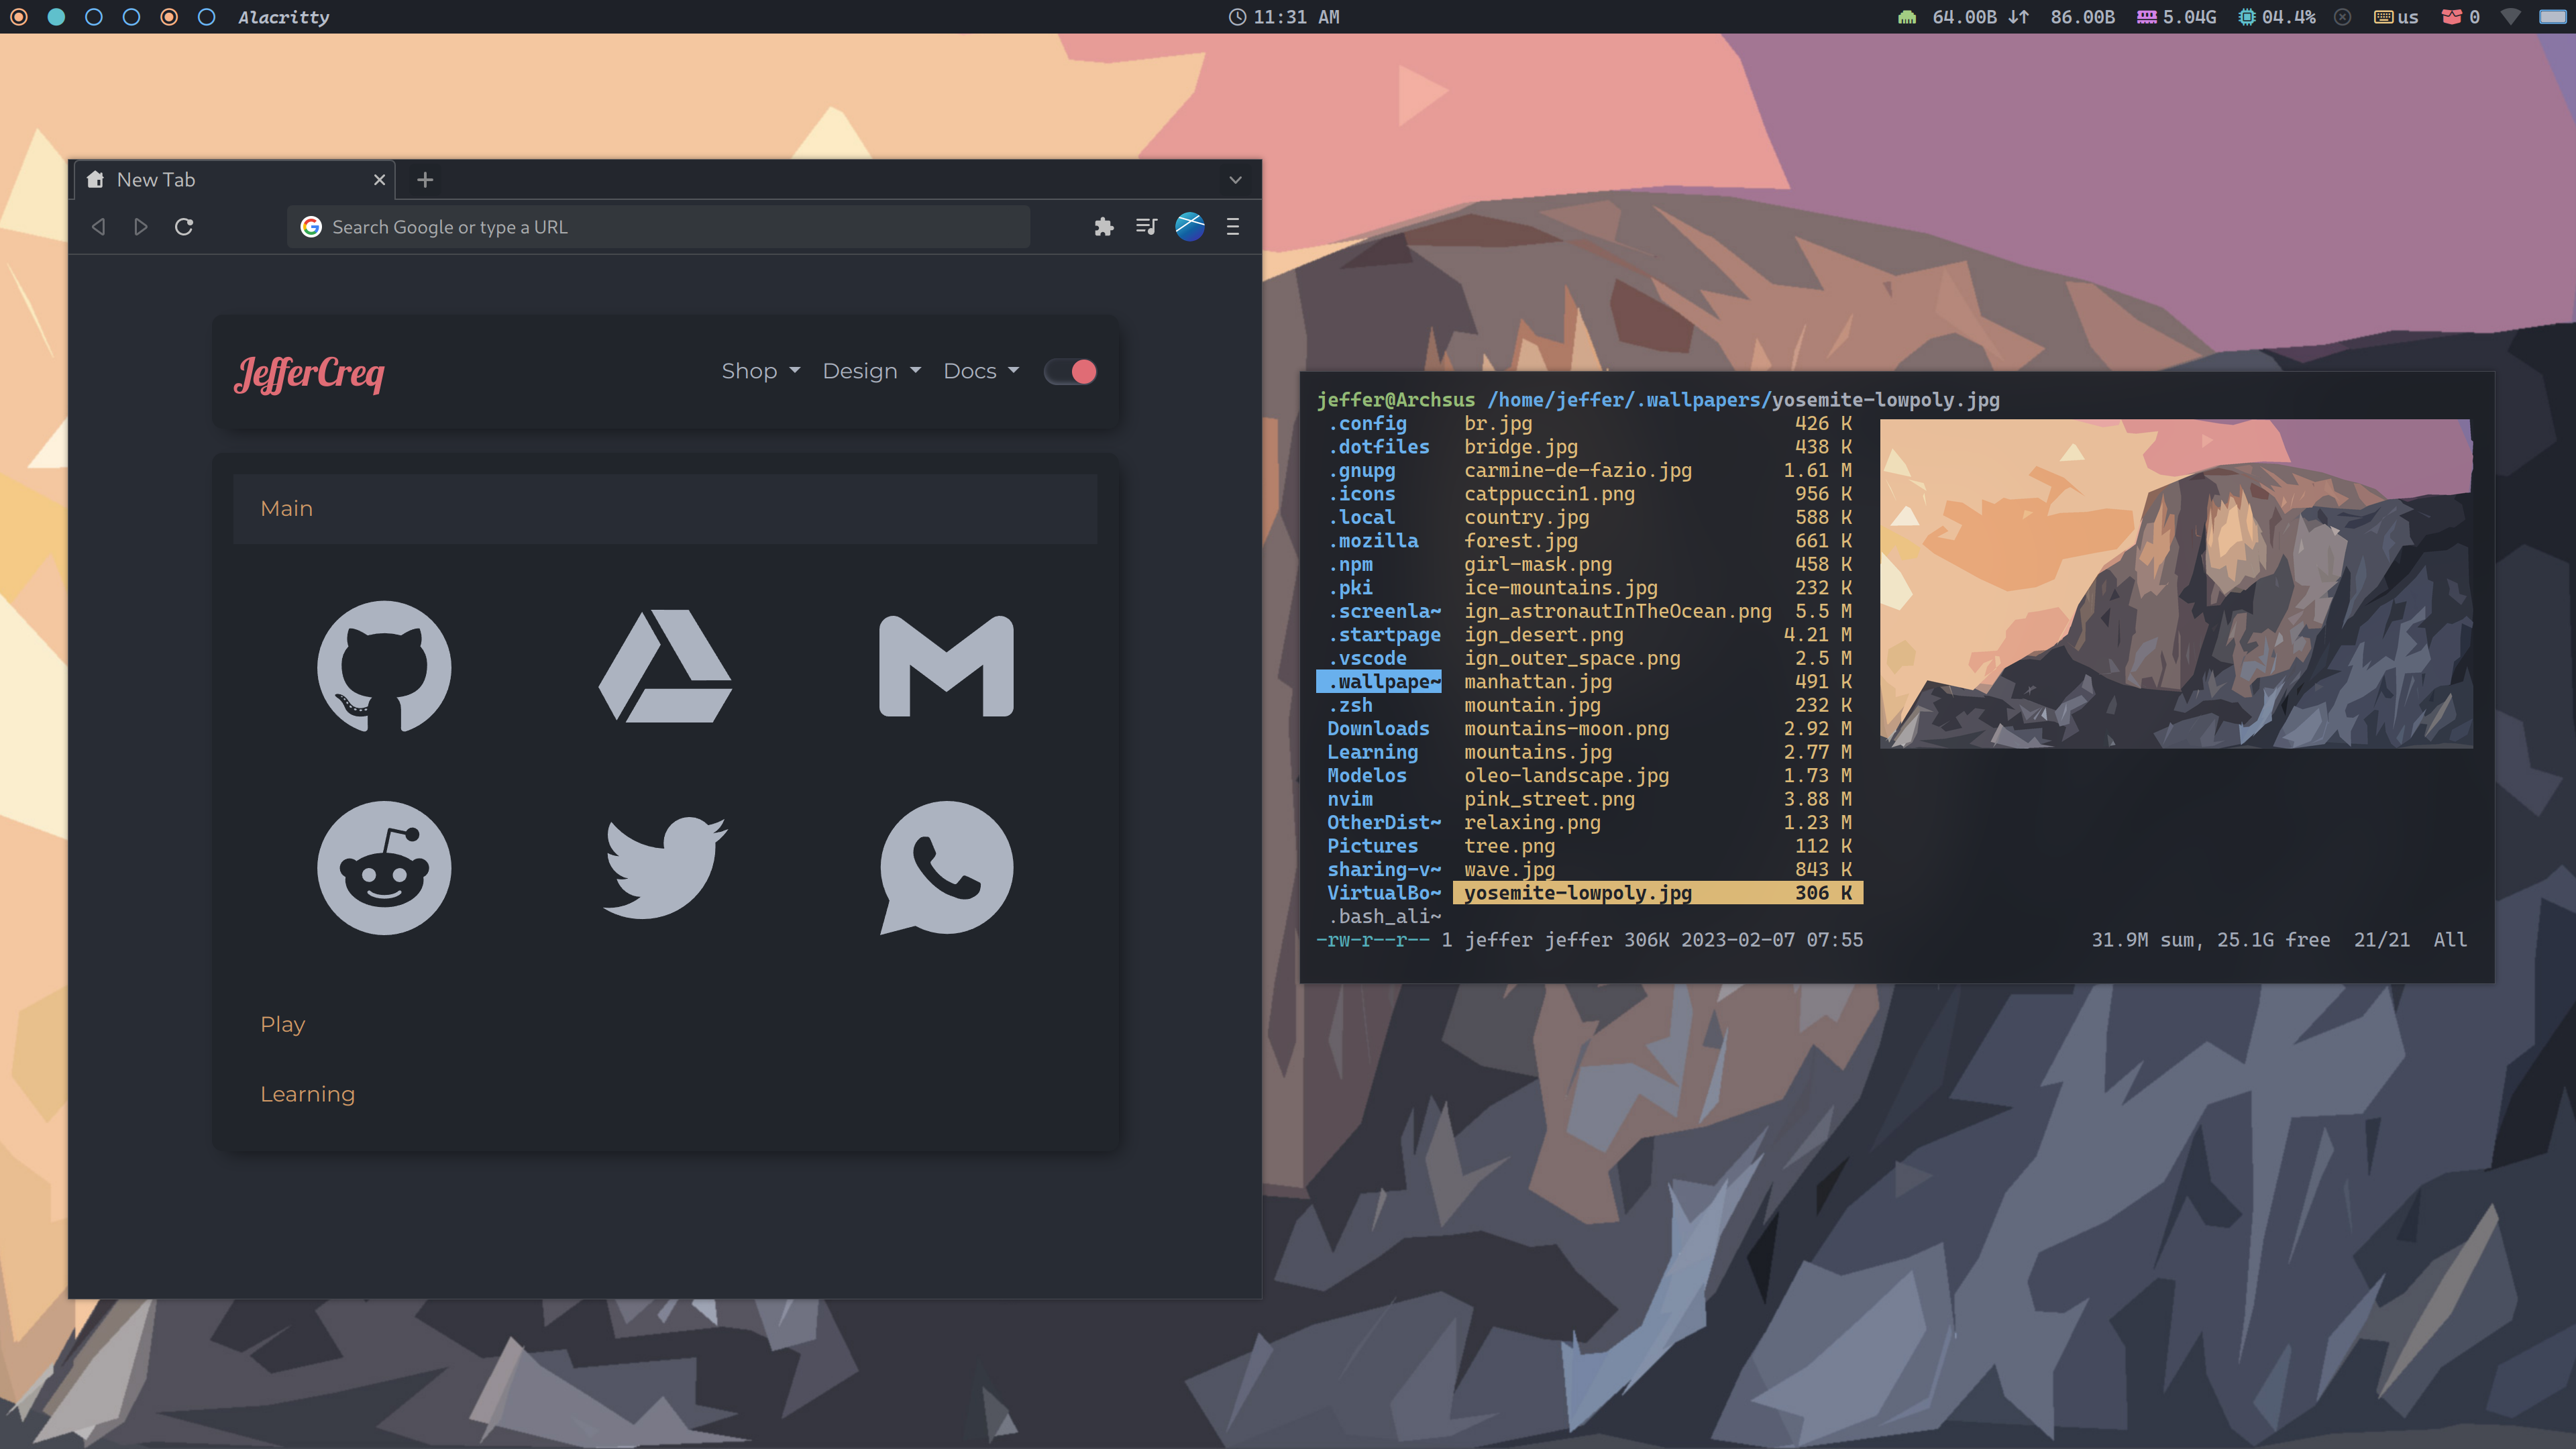 Alacritty
11:31 AM
64.00B 86.00B 5.04G 04.4% us 0
New Tab
Search Google or type a URL
JefferCreq
Shop Design Docs
Main
Play
Learning
jeffer@Archsus /home/jeffer/.wallpapers/yosemite-lowpoly.jpg
.config br.jpg 426 K
.dotfiles bridge.jpg 438 K
.gnupg carmine-de-fazio.jpg 1.61 M
.icons catppuccin1.png 956 K
.local country.jpg 588 K
.mozilla forest.jpg 661 K
.npm girl-mask.png 458 K
.pki ice-mountains.jpg 232 K
.screenla~ ign_astronautInTheOcean.png 5.5 M
.startpage ign_desert.png 4.21 M
.vscode ign_outer_space.png 2.5 M
.wallpape~ manhattan.jpg 491 K
.zsh mountain.jpg 232 K
Downloads mountains-moon.png 2.92 M
Learning mountains.jpg 2.77 M
Modelos oleo-landscape.jpg 1.73 M
nvim pink_street.png 3.88 M
OtherDist~ relaxing.png 1.23 M
Pictures tree.png 112 K
sharing-v~ wave.jpg 843 K
VirtualBo~ yosemite-lowpoly.jpg 306 K
.bash_ali~
-rw-r--r-- 1 jeffer jeffer 306K 2023-02-07 07:55 31.9M sum, 25.1G free 21/21 All